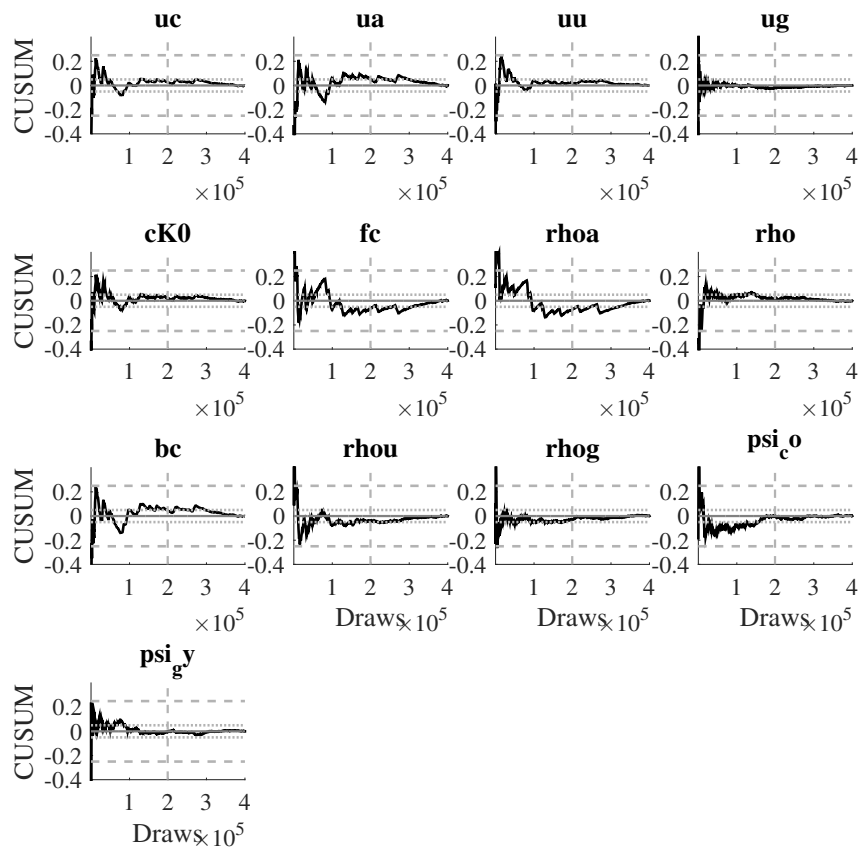 uc ua uu ug
CUSUM 0.2 0 -0.2 -0.4 0.2 0 -0.2 -0.4 0.2 0 -0.2 -0.4 0.2 0 -0.2 -0.4
1 2 3 4 1 2 3 4 1 2 3 4 1 2 3 4
×10^5 ×10^5 ×10^5 ×10^5
cK0 fc rhoa rho
CUSUM 0.2 0 -0.2 -0.4 0.2 0 -0.2 -0.4 0.2 0 -0.2 -0.4 0.2 0 -0.2 -0.4
1 2 3 4 1 2 3 4 1 2 3 4 1 2 3 4
×10^5 ×10^5 ×10^5 ×10^5
bc rhou rhog psi_co
CUSUM 0.2 0 -0.2 -0.4 0.2 0 -0.2 -0.4 0.2 0 -0.2 -0.4 0.2 0 -0.2 -0.4
1 2 3 4 1 2 3 4 1 2 3 4 1 2 3 4
×10^5 Draws ×10^5 Draws ×10^5 Draws ×10^5
psi_gy
CUSUM 0.2 0 -0.2 -0.4
1 2 3 4
Draws ×10^5